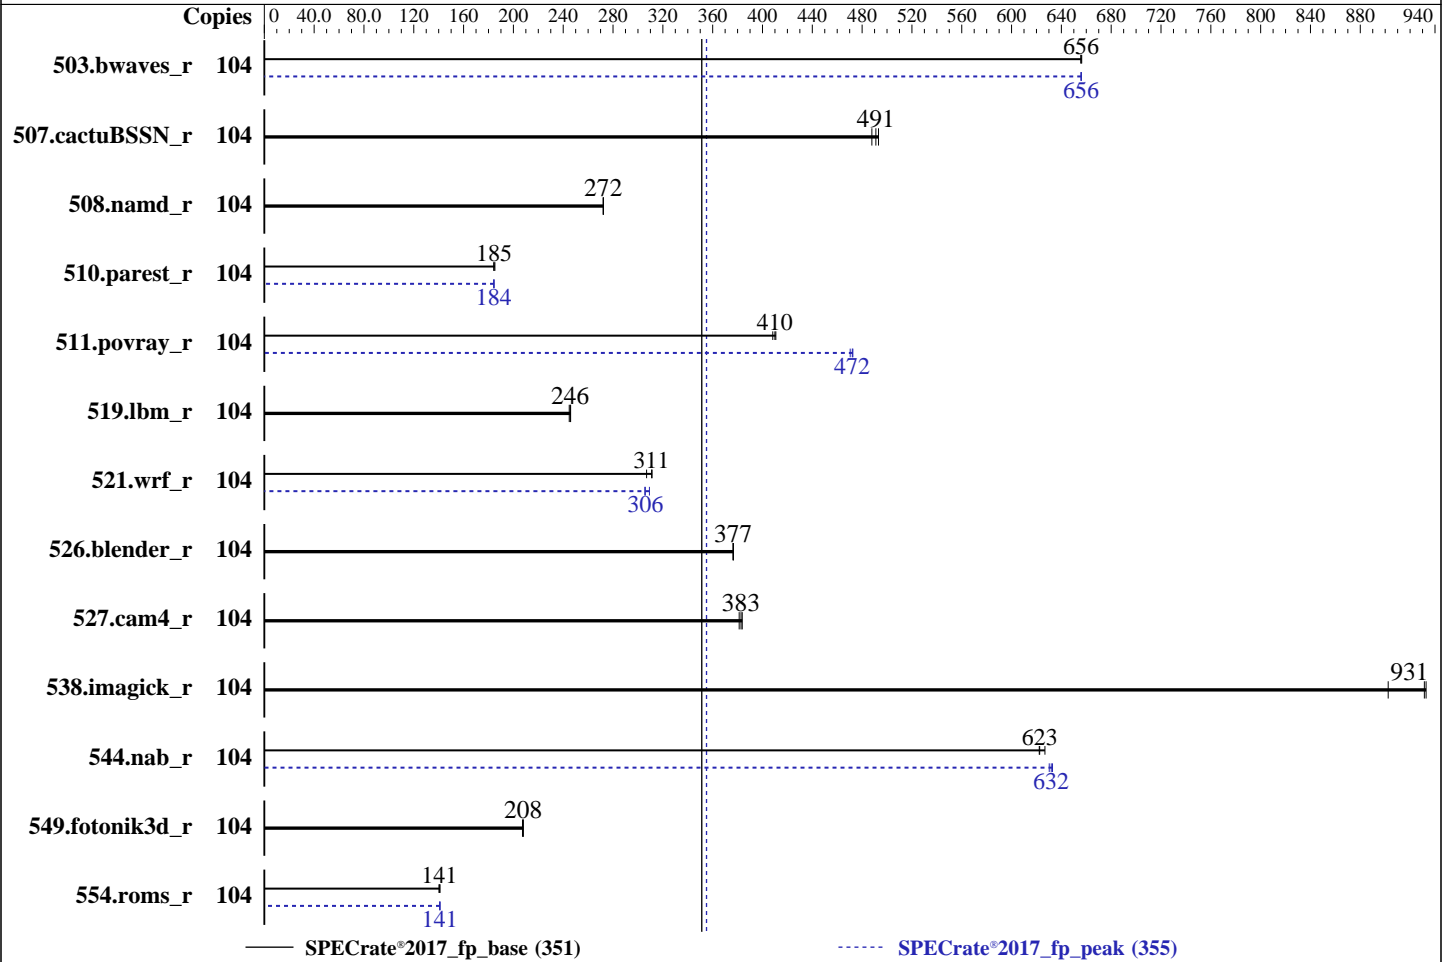 Copies 0 40.0 80.0 120 160 200 240 280 320 360 400 440 480 520 560 600 640 680 720 760 800 840 880 940
503.bwaves_r 104 656
656
507.cactuBSSN_r 104 491
508.namd_r 104 272
510.parest_r 104 185
184
511.povray_r 104 410
472
519.lbm_r 104 246
521.wrf_r 104 311
306
526.blender_r 104 377
527.cam4_r 104 383
538.imagick_r 104 931
544.nab_r 104 623
632
549.fotonik3d_r 104 208
554.roms_r 104 141
141
SPECrate®2017_fp_base (351) SPECrate®2017_fp_peak (355)